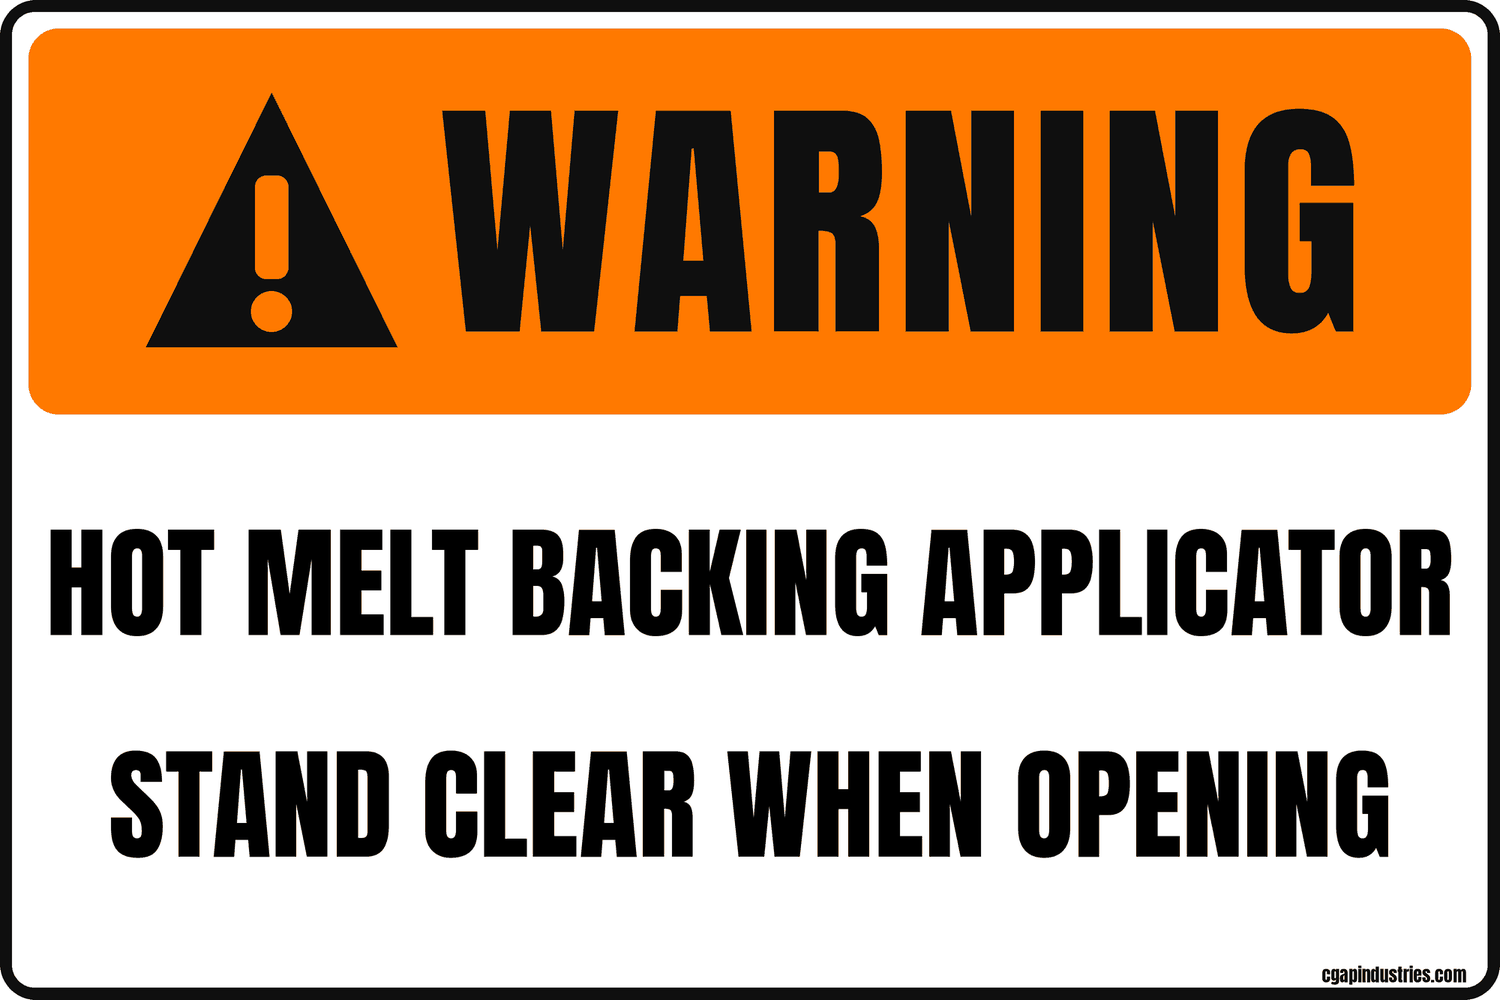 WARNING
HOT MELT BACKING APPLICATOR
STAND CLEAR WHEN OPENING
cgapindustries.com